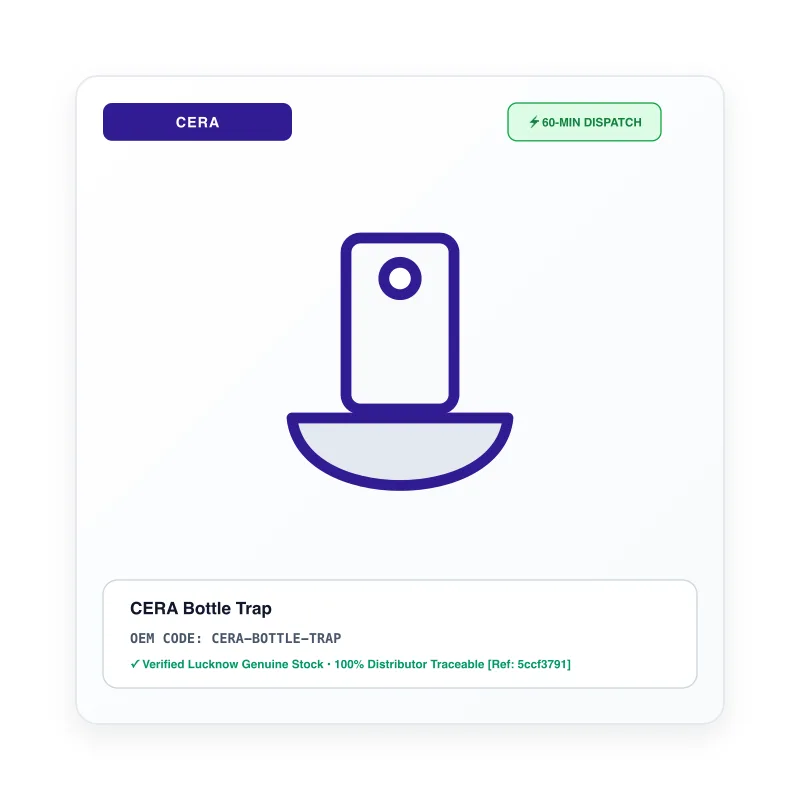 CERA
⚡ 60-MIN DISPATCH
CERA Bottle Trap
OEM CODE: CERA-BOTTLE-TRAP
✓ Verified Lucknow Genuine Stock · 100% Distributor Traceable [Ref: 5ccf3791]